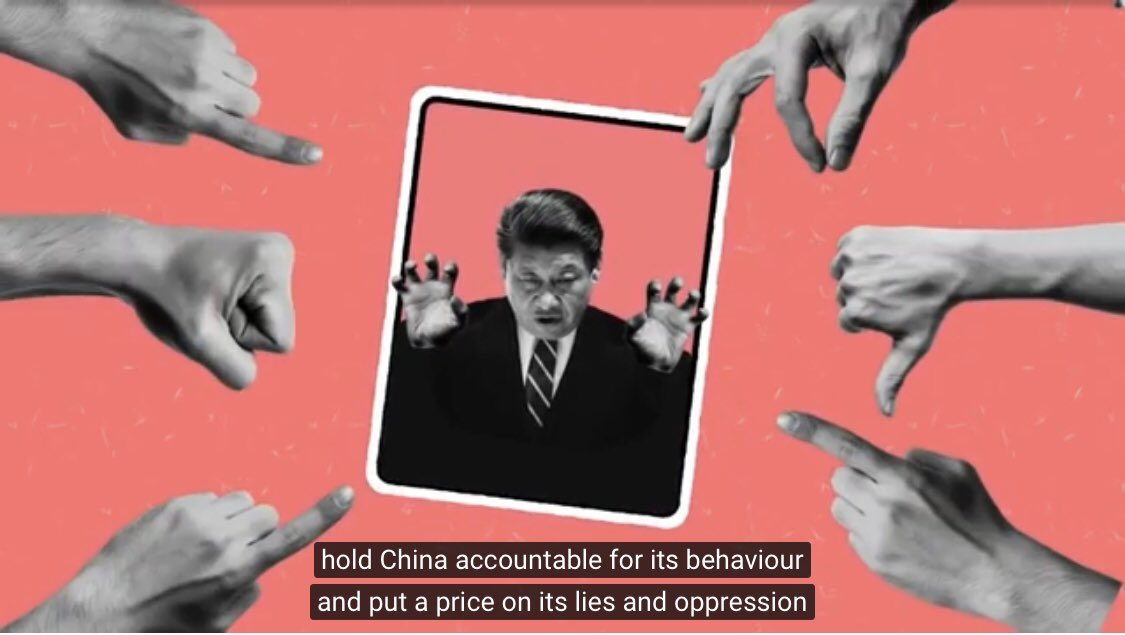 hold China accountable for its behaviour
and put a price on its lies and oppression